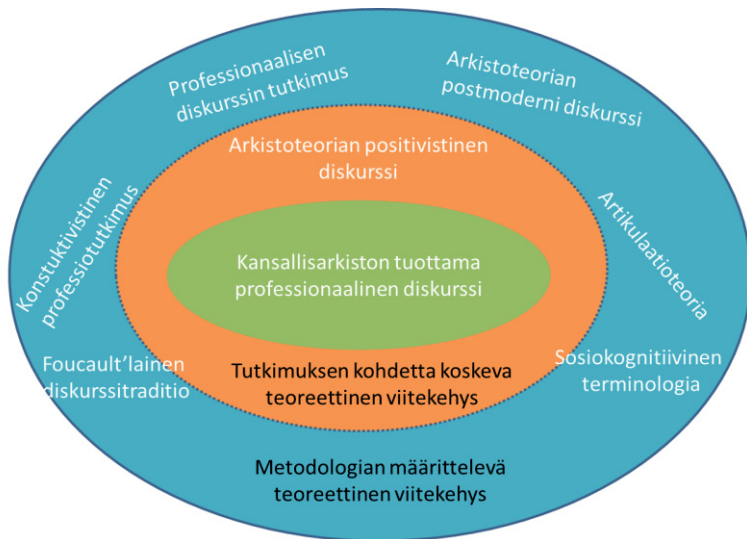 Professionaalisen
diskurssin tutkimus
Arkistoteorian
postmoderni diskurssi
Arkistoteorian positivistinen
diskurssi
Konstuktivistinen
professiotutkimus
Artikulaatioteoria
Kansallisarkiston tuottama
professionaalinen diskurssi
Foucault’lainen
diskurssitraditio
Tutkimuksen kohdetta koskeva
teoreettinen viitekehys
Sosiokognitiivinen
terminologia
Metodologian määrittelevä
teoreettinen viitekehys